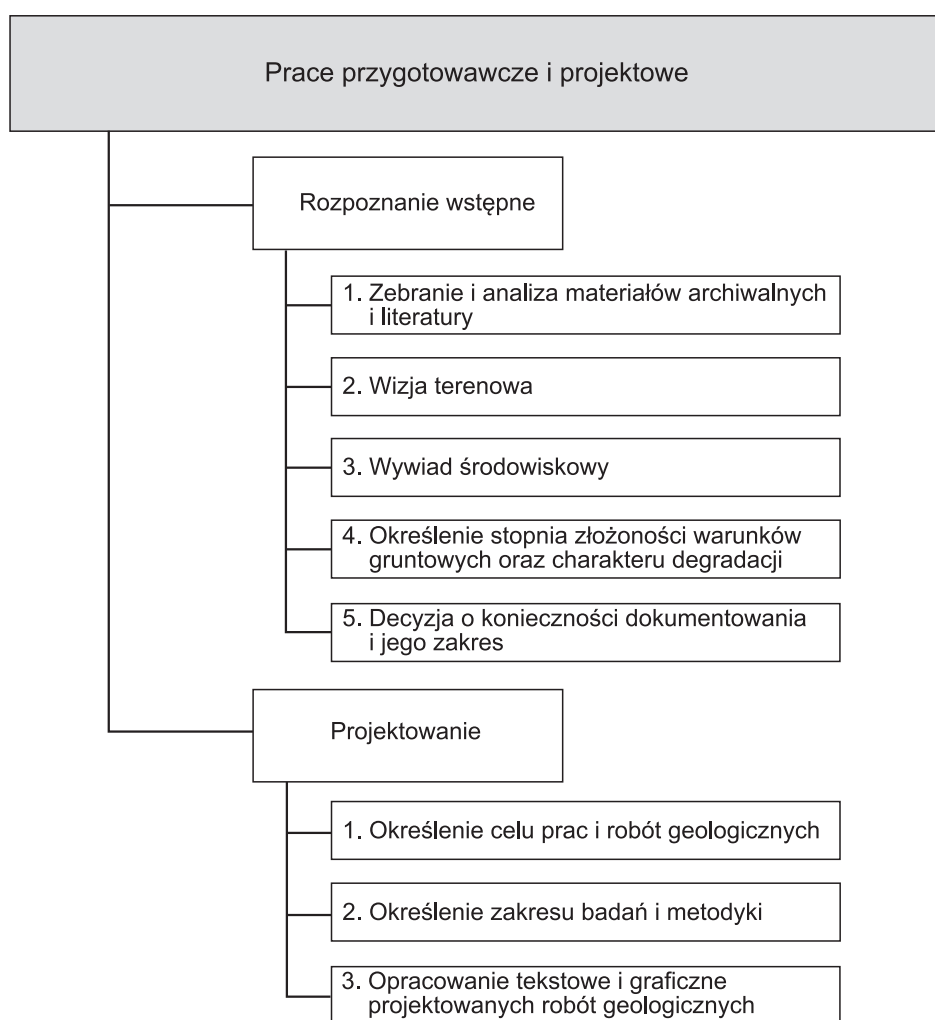 Prace przygotowawcze i projektowe
Rozpoznanie wstępne
1. Zebranie i analiza materiałów archiwalnych
i literatury
2. Wizja terenowa
3. Wywiad środowiskowy
4. Określenie stopnia złożoności warunków
gruntowych oraz charakteru degradacji
5. Decyzja o konieczności dokumentowania
i jego zakres
Projektowanie
1. Określenie celu prac i robót geologicznych
2. Określenie zakresu badań i metodyki
3. Opracowanie tekstowe i graficzne
projektowanych robót geologicznych